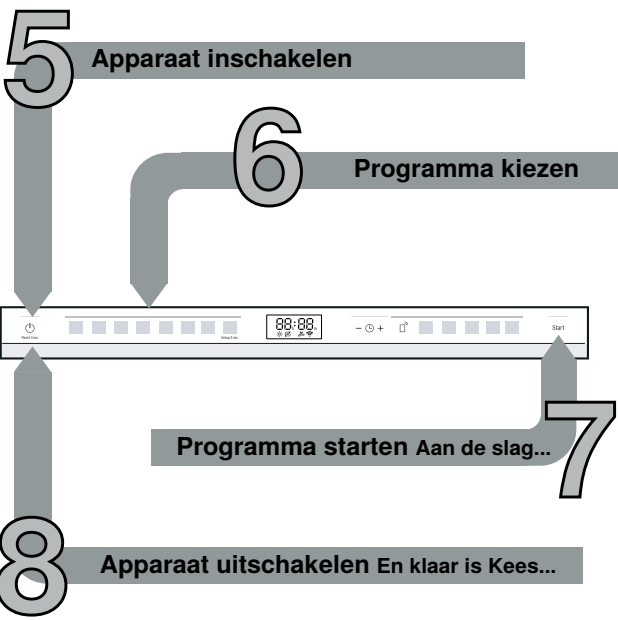 5
Apparaat inschakelen
6
Programma kiezen
88:88
Start
Programma starten Aan de slag...
7
8
Apparaat uitschakelen En klaar is Kees...